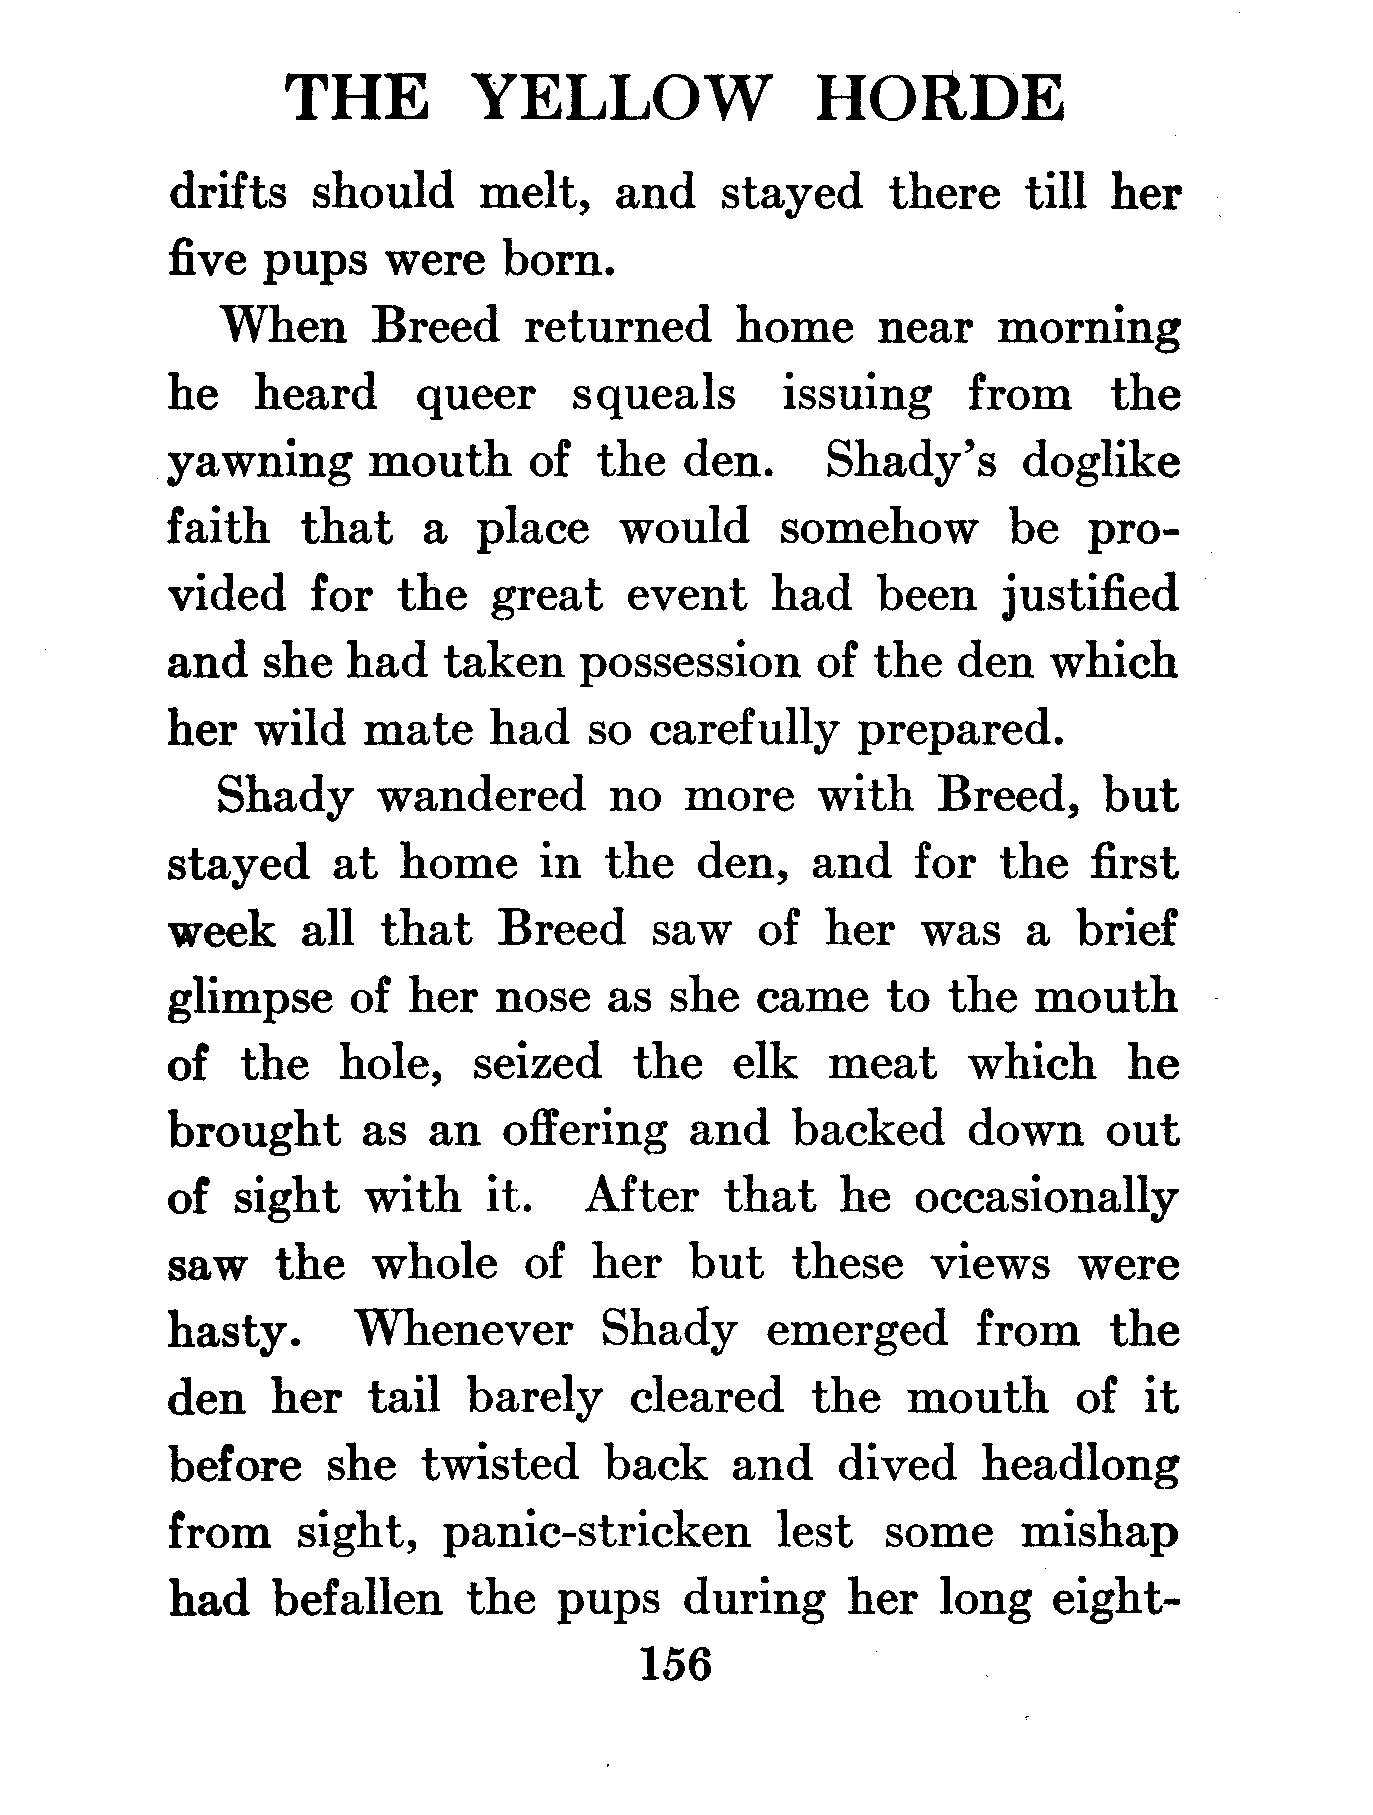 THE YELLOW HORDE
drifts should melt, and stayed there till her
five pups were born.
When Breed returned home near morning
he heard queer squeals issuing from the
yawning mouth of the den. Shady's doglike
faith that a place would somehow be pro-
vided for the great event had been justified
and she had taken possession of the den which
her wild mate had so carefully prepared.
Shady wandered no more with Breed, but
stayed at home in the den, and for the first
week all that Breed saw of her was a brief
glimpse of her nose as she came to the mouth
of the hole, seized the elk meat which he
brought as an offering and backed down out
of sight with it. After that he occasionally
saw the whole of her but these views were
hasty. Whenever Shady emerged from the
den her tail barely cleared the mouth of it
before she twisted back and dived headlong
from sight, panic-stricken lest some mishap
had befallen the pups during her long eight-
156